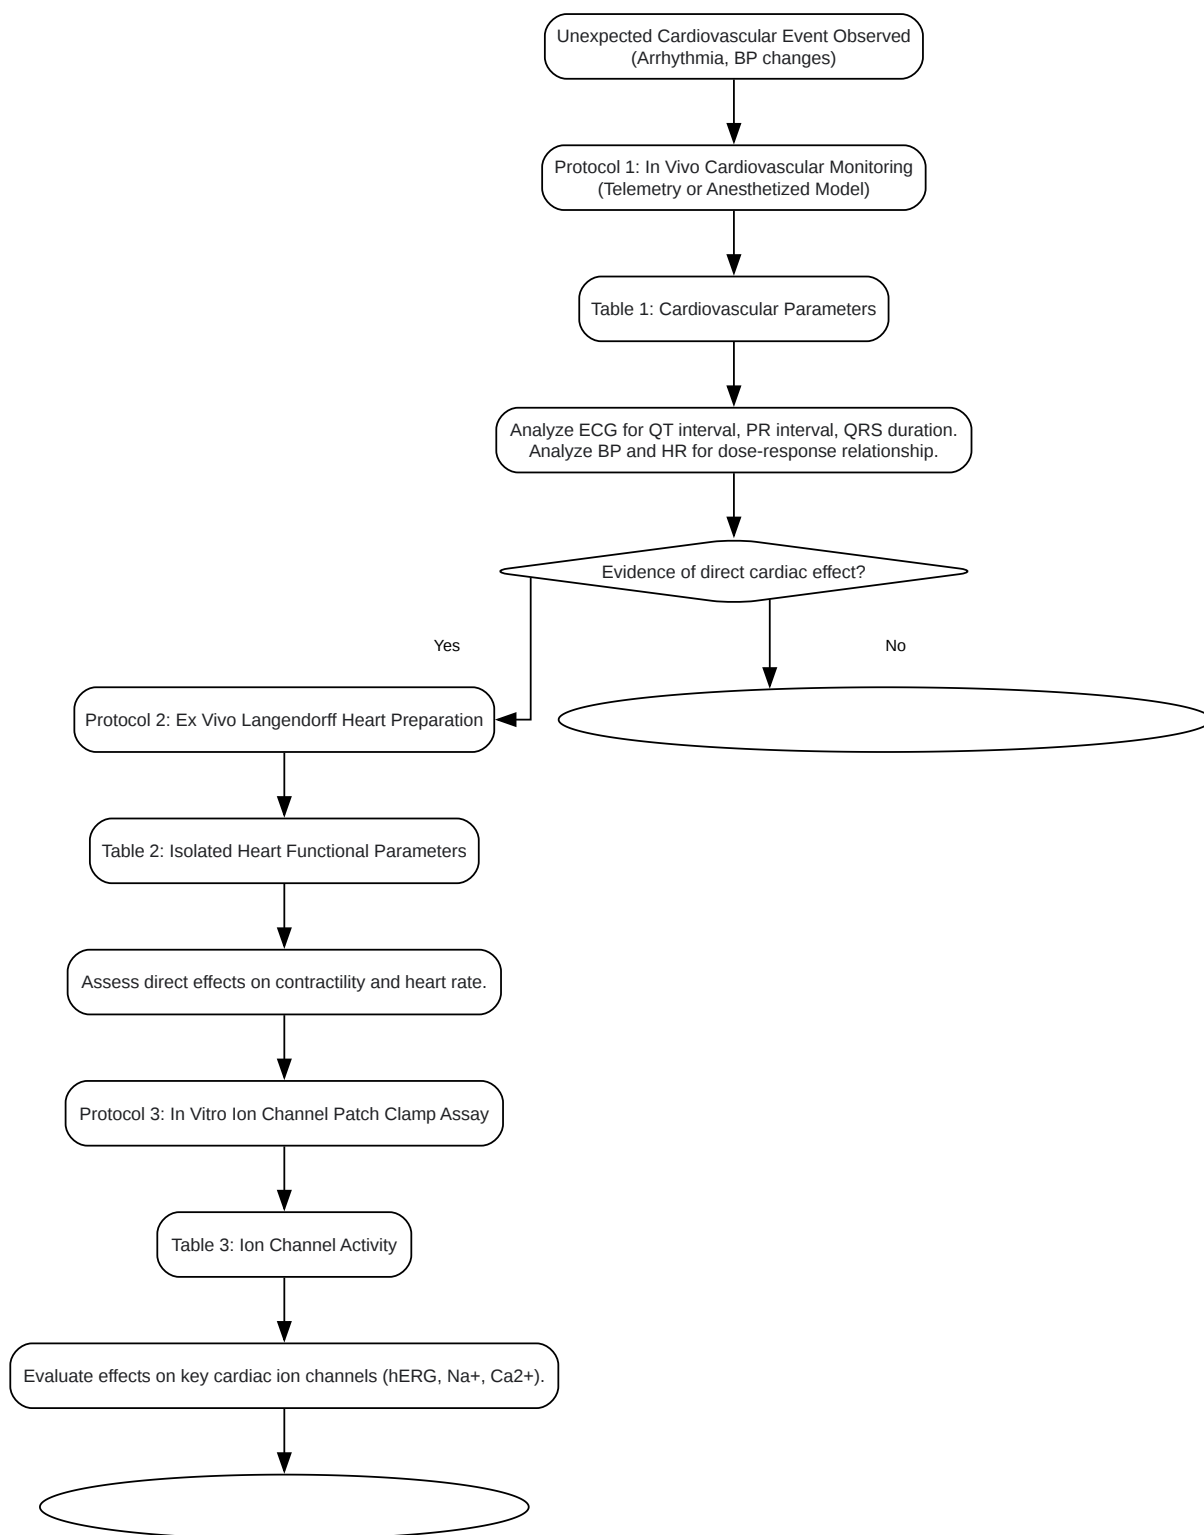 Unexpected Cardiovascular Event Observed
(Arrhythmia, BP changes)
Protocol 1: In Vivo Cardiovascular Monitoring
(Telemetry or Anesthetized Model)
Table 1: Cardiovascular Parameters
Analyze ECG for QT interval, PR interval, QRS duration.
Analyze BP and HR for dose-response relationship.
Evidence of direct cardiac effect?
Yes
No
Protocol 2: Ex Vivo Langendorff Heart Preparation
Table 2: Isolated Heart Functional Parameters
Assess direct effects on contractility and heart rate.
Protocol 3: In Vitro Ion Channel Patch Clamp Assay
Table 3: Ion Channel Activity
Evaluate effects on key cardiac ion channels (hERG, Na+, Ca2+).